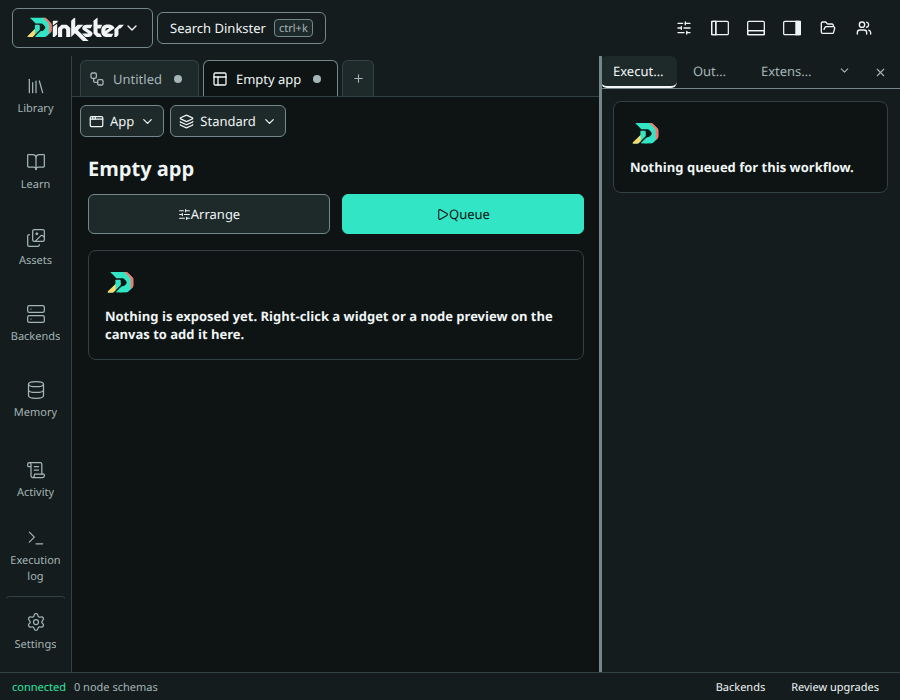 Dinkster
Search Dinkster ctrl+k
Untitled
Empty app
Execut...
Out...
Extens...
Library
Learn
Assets
Backends
Memory
Activity
Execution
log
Settings
App
Standard
Empty app
Arrange
Queue
Nothing is exposed yet. Right-click a widget or a node preview on the
canvas to add it here.
Nothing queued for this workflow.
connected 0 node schemas
Backends
Review upgrades